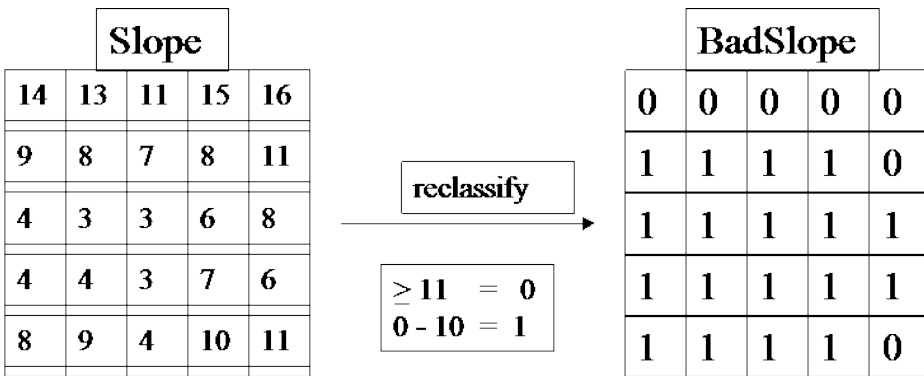 Slope
14 13 11 15 16
9 8 7 8 11
4 3 3 6 8
4 4 3 7 6
8 9 4 10 11
reclassify
≥ 11 = 0
0 - 10 = 1
BadSlope
0 0 0 0 0
1 1 1 1 0
1 1 1 1 1
1 1 1 1 1
1 1 1 1 0